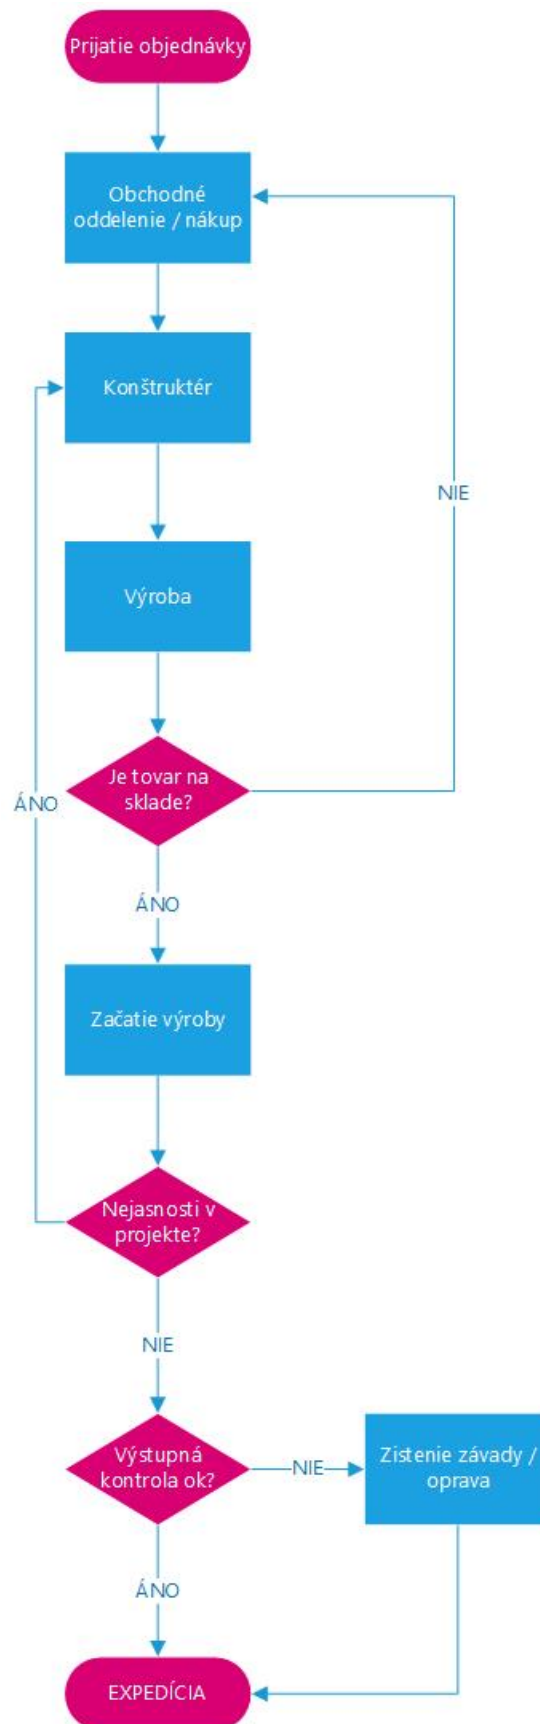 Prijatie objednávky
Obchodné
oddelenie / nákup
Konštruktér
NIE
Výroba
Je tovar na
sklade?
ÁNO
ÁNO
Začatie výroby
Nejasnosti v
projekte?
NIE
Výstupná
kontrola ok?
NIE
Zistenie závady /
oprava
ÁNO
EXPEDÍCIA